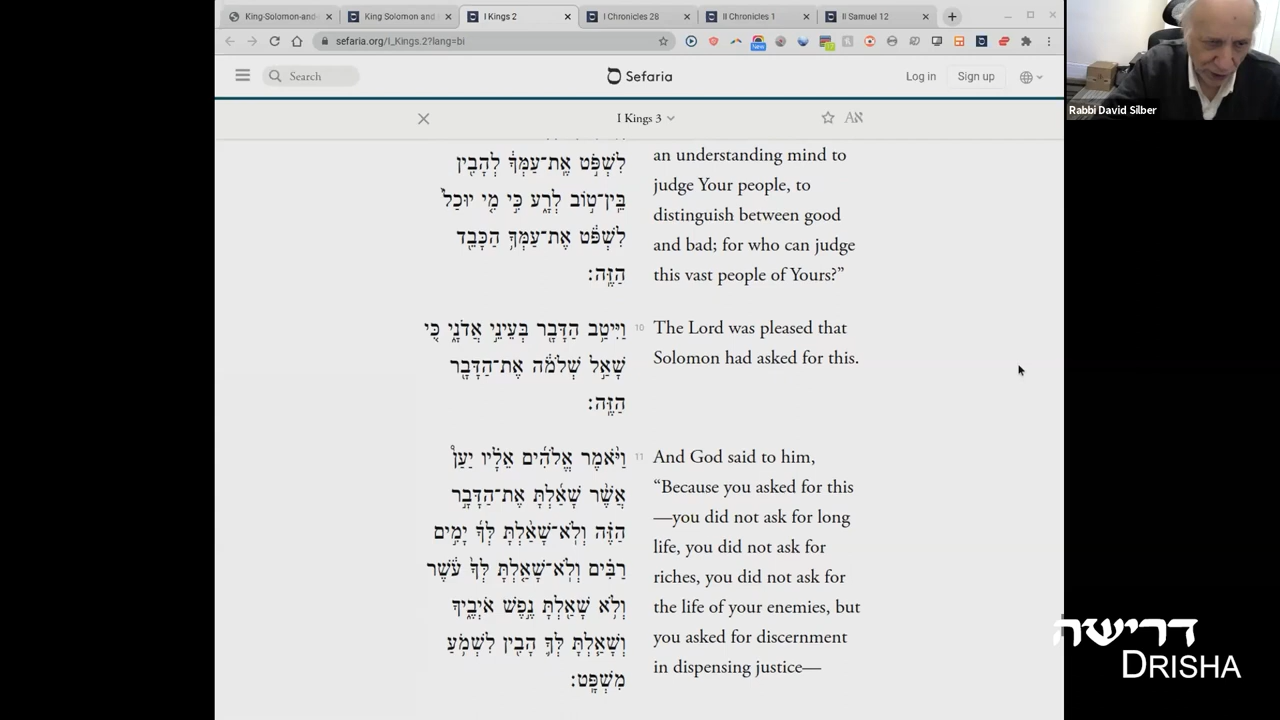 King-Solomon-and-
King Solomon and
I Kings 2
I Chronicles 28
II Chronicles 1
II Samuel 12
sefaria.org/I_Kings.2?lang=bi
New
Search
Sefaria
Log in
Sign up
I Kings 3
Rabbi David Silber
לִשְׁפֹּ֣ט אֶֽת־עַמְּךָ֔ לְהָבִ֖ין
בֵּֽין־ט֣וֹב לְרָ֑ע כִּ֣י מִ֤י יוּכַל֙
לִשְׁפֹּ֔ט אֶת־עַמְּךָ֥ הַכָּבֵ֖ד
הַזֶּֽה׃
an understanding mind to
judge Your people, to
distinguish between good
and bad; for who can judge
this vast people of Yours?”
וַיִּיטַ֥ב הַדָּבָ֖ר בְּעֵינֵ֣י אֲדֹנָ֑י כִּ֚י
שָׁאַ֣ל שְׁלֹמֹ֔ה אֶת־הַדָּבָ֖ר
הַזֶּֽה׃
10
The Lord was pleased that
Solomon had asked for this.
וַיֹּ֨אמֶר אֱלֹהִ֜ים אֵלָ֗יו יַ֩עַן֩
אֲשֶׁ֨ר שָׁאַ֜לְתָּ אֶת־הַדָּבָ֣ר
הַזֶּ֗ה וְלֹֽא־שָׁאַ֨לְתָּ לְּךָ֜ יָמִ֣ים
רַבִּ֗ים וְלֹֽא־שָׁאַ֤לְתָּ לְּךָ֙ עֹ֔שֶׁר
וְלֹ֥א שָׁאַ֖לְתָּ נֶ֣פֶשׁ אֹיְבֶ֑יךָ
וְשָׁאַ֧לְתָּ לְּךָ֛ הָבִ֖ין לִשְׁמֹ֥עַ
מִשְׁפָּֽט׃
11
And God said to him,
“Because you asked for this
—you did not ask for long
life, you did not ask for
riches, you did not ask for
the life of your enemies, but
you asked for discernment
in dispensing justice—
דרישה
DRISHA